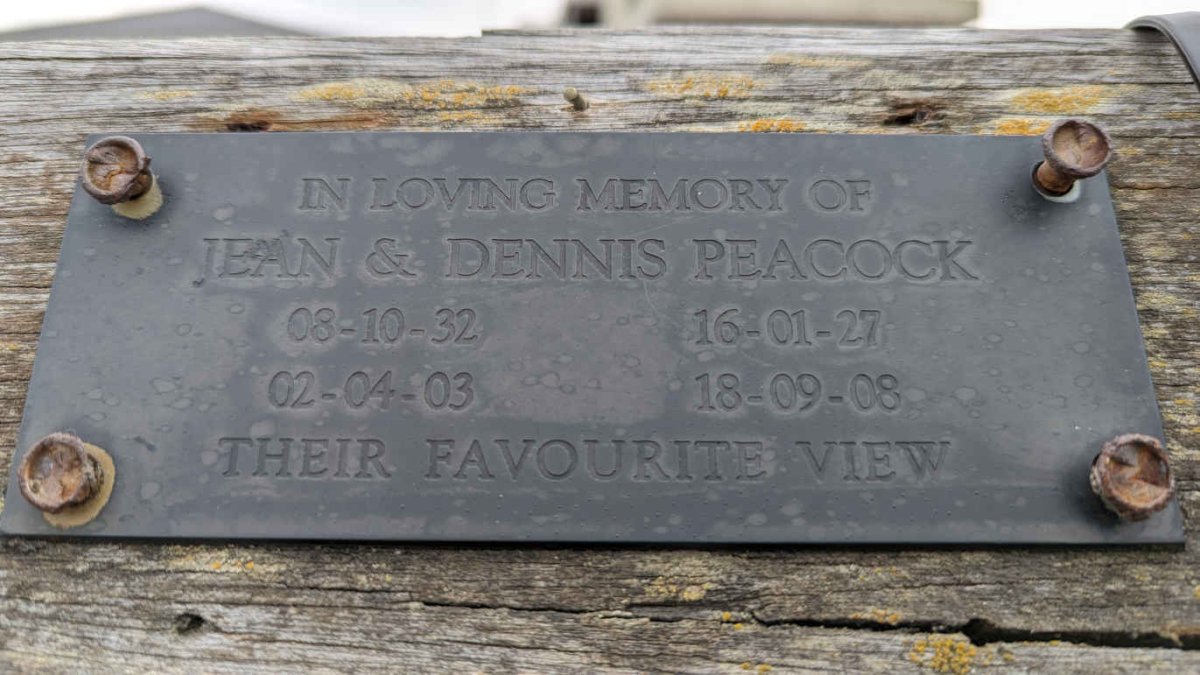 IN LOVING MEMORY OF
JEAN & DENNIS PEACOCK
08-10-32 16-01-27
02-04-03 18-09-08
THEIR FAVOURITE VIEW